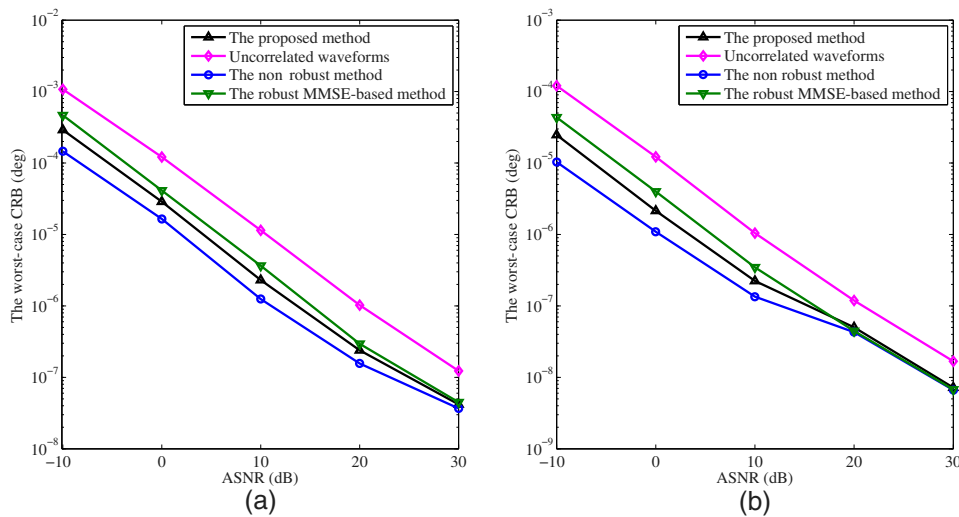 10^-2
10^-3
10^-4
10^-5
10^-6
10^-7
10^-8
The worst-case CRB (deg)
The proposed method
Uncorrelated waveforms
The non robust method
The robust MMSE-based method
−10 0 10 20 30
ASNR (dB)
(a)
10^-3
10^-4
10^-5
10^-6
10^-7
10^-8
10^-9
The worst-case CRB (deg)
The proposed method
Uncorrelated waveforms
The non robust method
The robust MMSE-based method
−10 0 10 20 30
ASNR (dB)
(b)